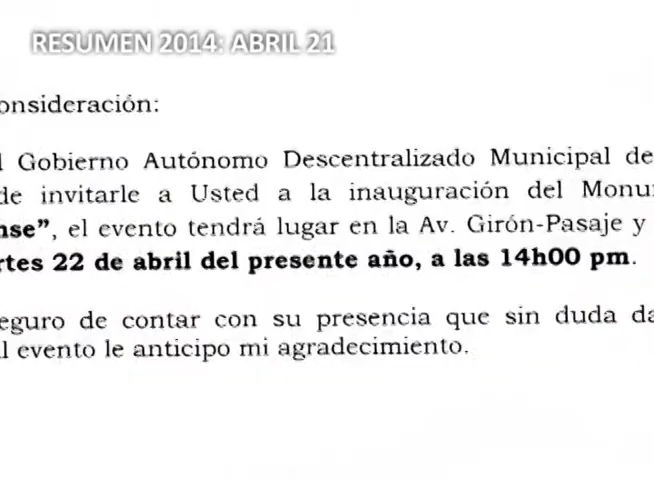 RESUMEN 2014: ABRIL 21
onsideración:
l Gobierno Autónomo Descentralizado Municipal de
de invitarle a Usted a la inauguración del Monu
nse”, el evento tendrá lugar en la Av. Girón-Pasaje y
rtes 22 de abril del presente año, a las 14h00 pm.
eguro de contar con su presencia que sin duda da
l evento le anticipo mi agradecimiento.